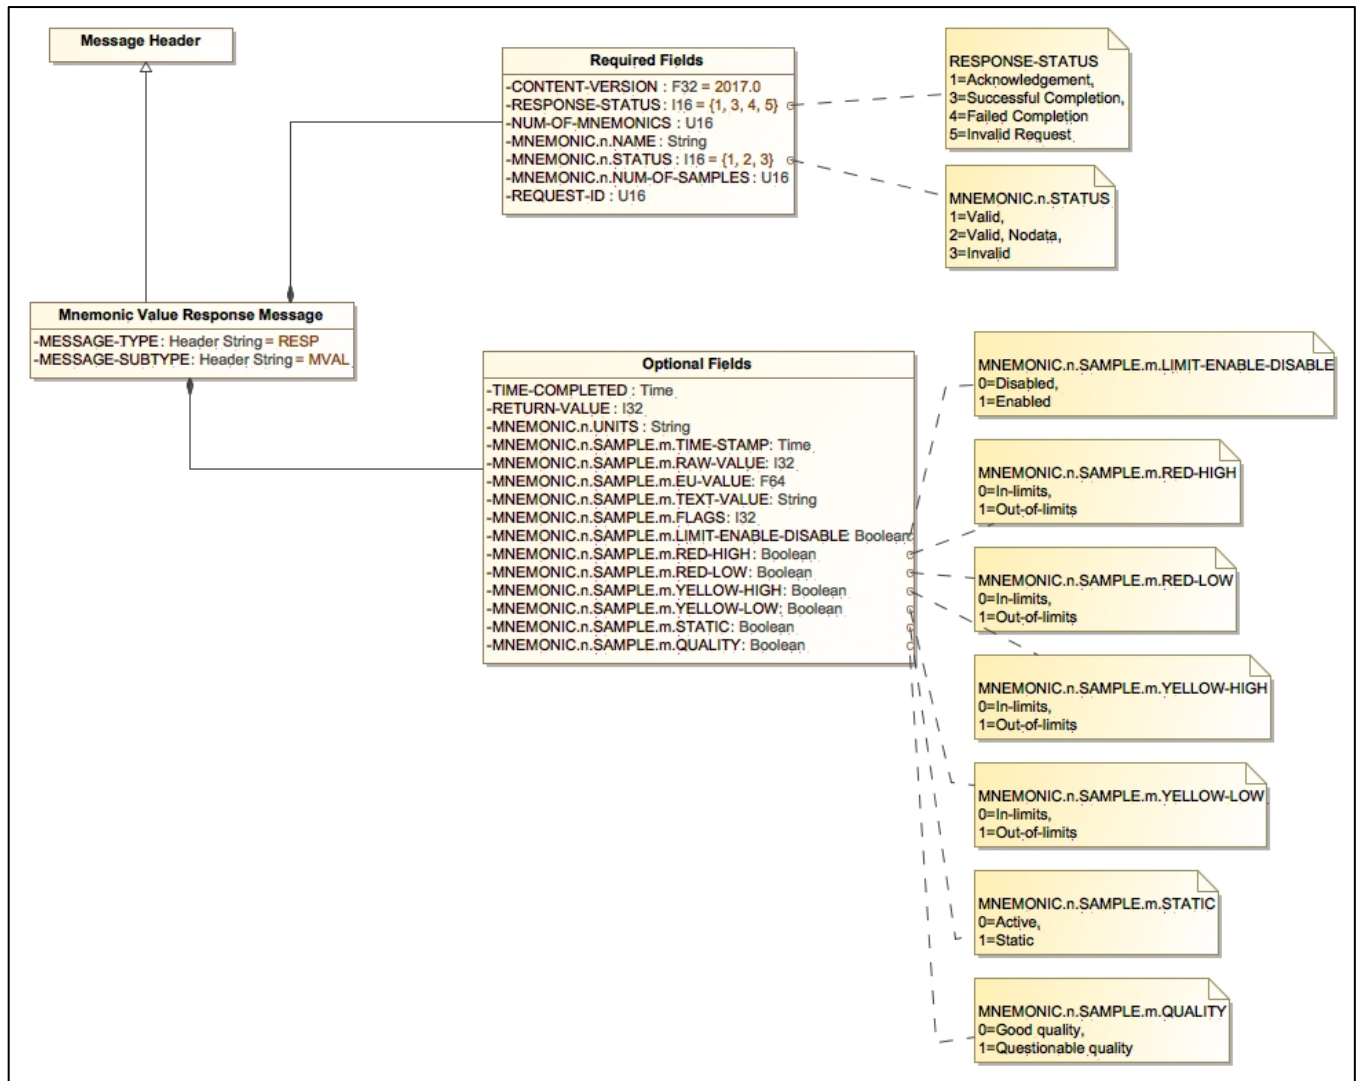 Message Header
Required Fields
-CONTENT-VERSION : F32 = 2017.0
-RESPONSE-STATUS : I16 = {1, 3, 4, 5}
-NUM-OF-MNEMONICS : U16
-MNEMONIC.n.NAME : String
-MNEMONIC.n.STATUS : I16 = {1, 2, 3}
-MNEMONIC.n.NUM-OF-SAMPLES : U16
-REQUEST-ID : U16
RESPONSE-STATUS
1=Acknowledgement,
3=Successful Completion,
4=Failed Completion
5=Invalid Request
MNEMONIC.n.STATUS
1=Valid,
2=Valid, Nodata,
3=Invalid
Mnemonic Value Response Message
-MESSAGE-TYPE : Header String = RESP
-MESSAGE-SUBTYPE : Header String = MVAL
Optional Fields
-TIME-COMPLETED : Time
-RETURN-VALUE : I32
-MNEMONIC.n.UNITS : String
-MNEMONIC.n.SAMPLE.m.TIME-STAMP : Time
-MNEMONIC.n.SAMPLE.m.RAW-VALUE : I32
-MNEMONIC.n.SAMPLE.m.EU-VALUE : F64
-MNEMONIC.n.SAMPLE.m.TEXT-VALUE : String
-MNEMONIC.n.SAMPLE.m.FLAGS : I32
-MNEMONIC.n.SAMPLE.m.LIMIT-ENABLE-DISABLE : Boolean
-MNEMONIC.n.SAMPLE.m.RED-HIGH : Boolean
-MNEMONIC.n.SAMPLE.m.RED-LOW : Boolean
-MNEMONIC.n.SAMPLE.m.YELLOW-HIGH : Boolean
-MNEMONIC.n.SAMPLE.m.YELLOW-LOW : Boolean
-MNEMONIC.n.SAMPLE.m.STATIC : Boolean
-MNEMONIC.n.SAMPLE.m.QUALITY : Boolean
MNEMONIC.n.SAMPLE.m.LIMIT-ENABLE-DISABLE
0=Disabled,
1=Enabled
MNEMONIC.n.SAMPLE.m.RED-HIGH
0=In-limits,
1=Out-of-limits
MNEMONIC.n.SAMPLE.m.RED-LOW
0=In-limits,
1=Out-of-limits
MNEMONIC.n.SAMPLE.m.YELLOW-HIGH
0=In-limits,
1=Out-of-limits
MNEMONIC.n.SAMPLE.m.YELLOW-LOW
0=In-limits,
1=Out-of-limits
MNEMONIC.n.SAMPLE.m.STATIC
0=Active,
1=Static
MNEMONIC.n.SAMPLE.m.QUALITY
0=Good quality,
1=Questionable quality